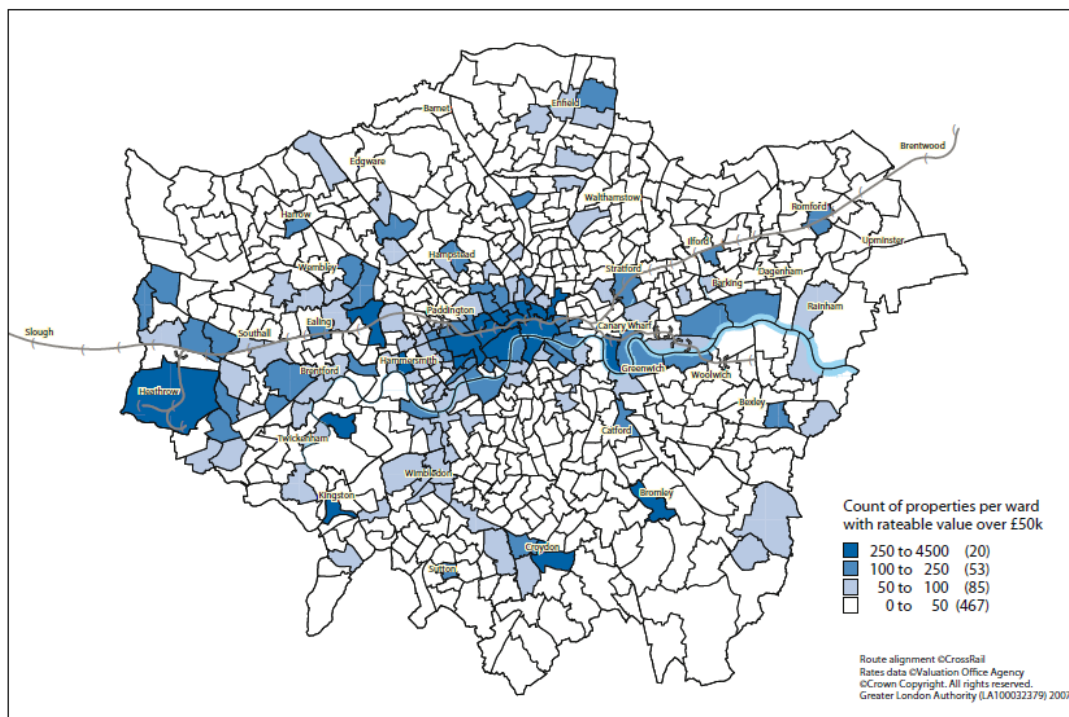 Barnet
Enfield
Brentwood
Edgware
Walthamstow
Romford
Harrow
Ilford
Upminster
Hampstead
Wembley
Stratford
Dagenham
Barking
Rainham
Paddington
Slough
Southall
Ealing
Canary Wharf
Hammersmith
Brentford
Greenwich
Woolwich
Heathrow
Bexley
Twickenham
Catford
Wimbledon
Kingston
Bromley
Croydon
Sutton
Count of properties per ward
with rateable value over £50k
250 to 4500 (20)
100 to 250 (53)
50 to 100 (85)
0 to 50 (467)
Route alignment ©CrossRail
Rates data ©Valuation Office Agency
©Crown Copyright. All rights reserved.
Greater London Authority (LA100032379) 2007